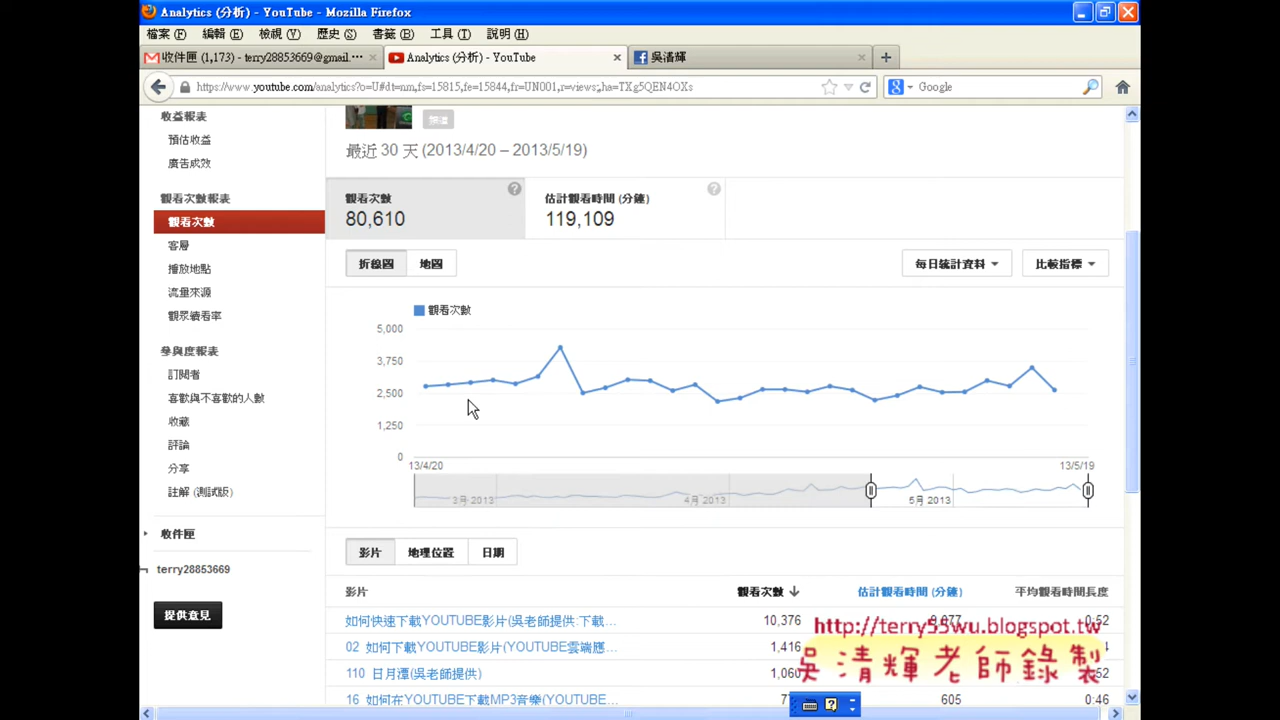 Analytics (分析) - YouTube - Mozilla Firefox
檔案(F) 編輯(E) 檢視(V) 歷史(S) 書籤(B) 工具(T) 說明(H)
收件匣 (1,173) - terry28853669@gmail.… Analytics (分析) - YouTube 吳清輝
https://www.youtube.com/analytics?o=U#dt=nm,fs=15815,fe=15844,fr=UN001,r=views,ha=TXg5QEN4OXs Google
收益報表
預估收益
廣告成效
觀看次數報表
觀看次數
客層
播放地點
流量來源
觀眾續看率
參與度報表
訂閱者
喜歡與不喜歡的人數
收藏
評論
分享
註解 (測試版)
收件匣
terry28853669
提供意見
頻道
最近 30 天 (2013/4/20 – 2013/5/19)
觀看次數
80,610
估計觀看時間 (分鐘)
119,109
折線圖 地圖 每日統計資料 比較指標
觀看次數
5,000
3,750
2,500
1,250
0
13/4/20 13/5/19
3月 2013 4月 2013 5月 2013
影片 地理位置 日期
影片 觀看次數 估計觀看時間 (分鐘) 平均觀看時間長度
如何快速下載YOUTUBE影片(吳老師提供:下載... 10,376
02 如何下載YOUTUBE影片(YOUTUBE雲端應... 1,416
110 日月潭(吳老師提供) 1,060
16 如何在YOUTUBE下載MP3音樂(YOUTUBE... 605 0:46
http://terry55wu.blogspot.tw
吳清輝老師錄製